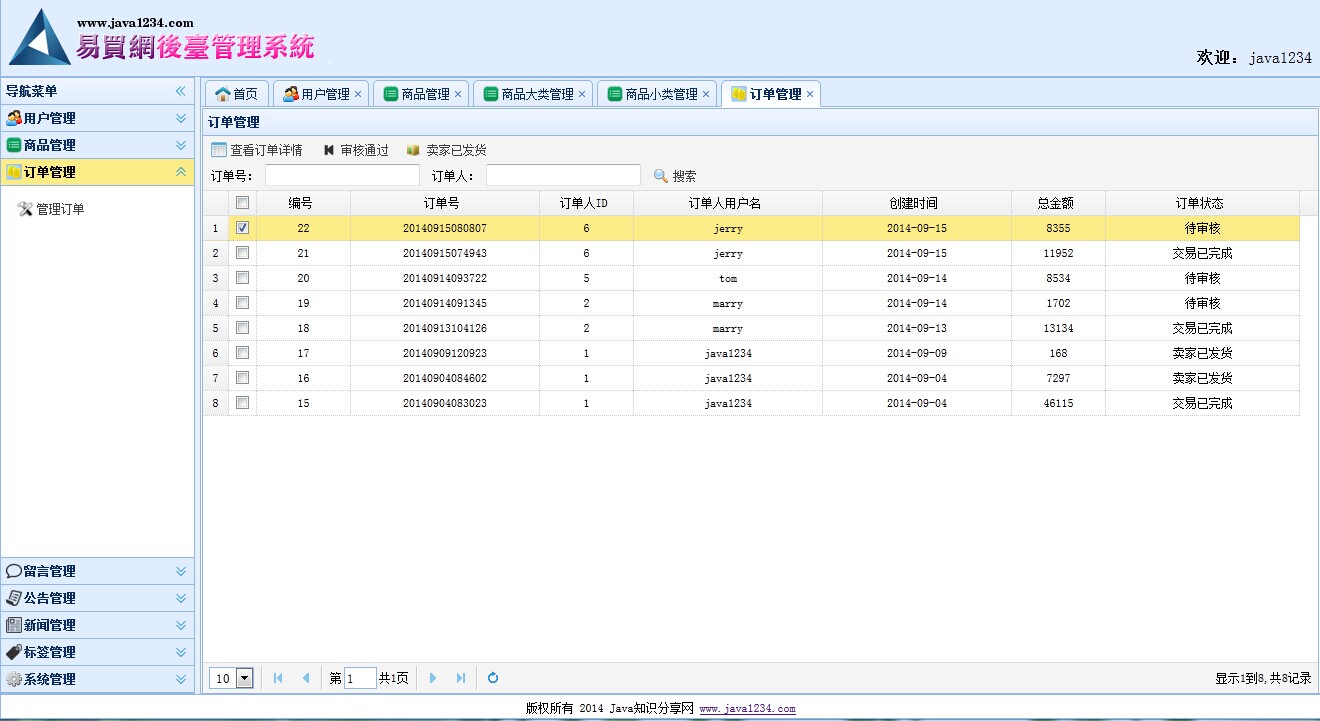 www.java1234.com
易買網後臺管理系統
欢迎：java1234
导航菜单
用户管理
商品管理
订单管理
管理订单
留言管理
公告管理
新闻管理
标签管理
系统管理
首页 用户管理 商品管理 商品大类管理 商品小类管理 订单管理
订单管理
查看订单详情 审核通过 卖家已发货
订单号： 订单人： 搜索
编号 订单号 订单人ID 订单人用户名 创建时间 总金额 订单状态
1 22 20140915080807 6 jerry 2014-09-15 8355 待审核
2 21 20140915074943 6 jerry 2014-09-15 11952 交易已完成
3 20 20140914093722 5 tom 2014-09-14 8534 待审核
4 19 20140914091345 2 marry 2014-09-14 1702 待审核
5 18 20140913104126 2 marry 2014-09-13 13134 交易已完成
6 17 20140909120923 1 java1234 2014-09-09 168 卖家已发货
7 16 20140904084602 1 java1234 2014-09-04 7297 卖家已发货
8 15 20140904083023 1 java1234 2014-09-04 46115 交易已完成
10 第 1 共1页 显示1到8,共8记录
版权所有 2014 Java知识分享网 www.java1234.com